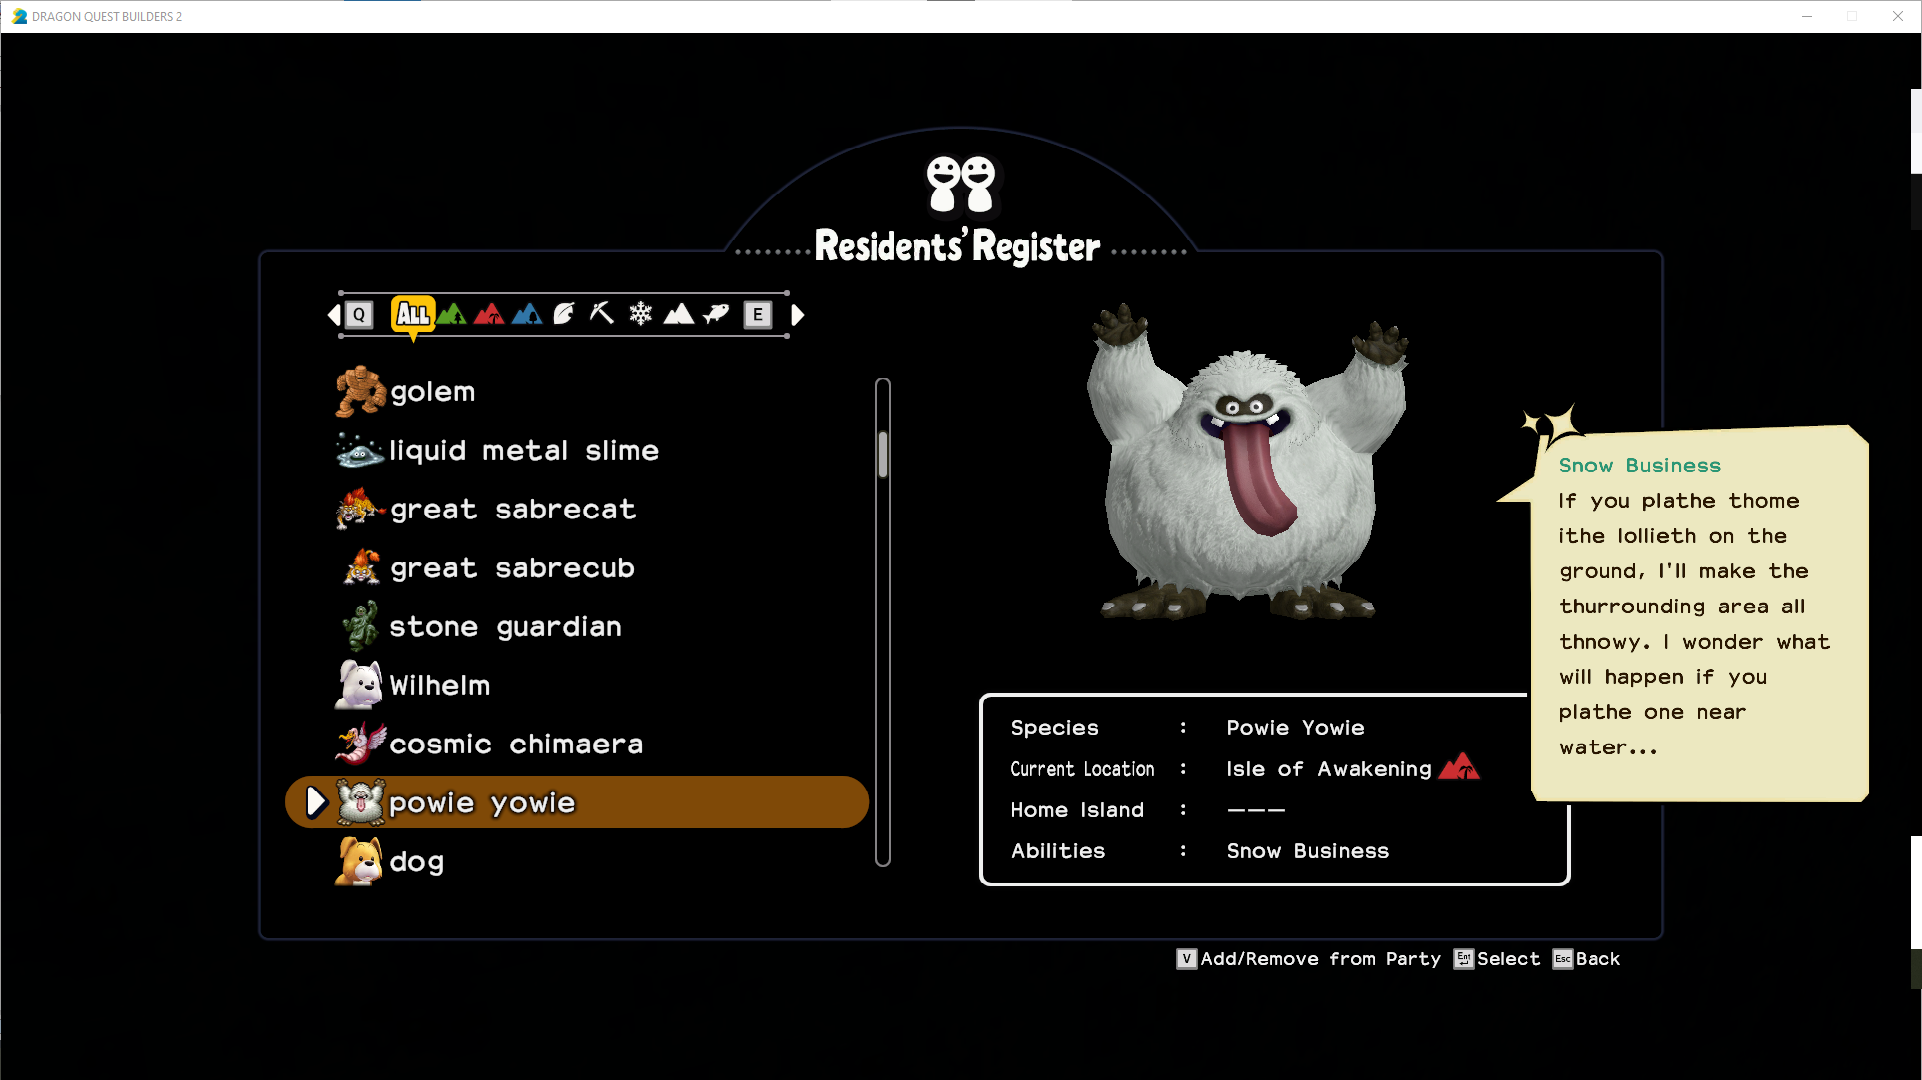 DRAGON QUEST BUILDERS 2
Residents' Register
Q ALL E
golem
liquid metal slime
great sabrecat
great sabrecub
stone guardian
Wilhelm
cosmic chimaera
powie yowie
dog
Snow Business
If you plathe thome
ithe lollieth on the
ground, I'll make the
thurrounding area all
thnowy. I wonder what
will happen if you
plathe one near
water...
Species : Powie Yowie
Current Location : Isle of Awakening
Home Island : ———
Abilities : Snow Business
V Add/Remove from Party Ent Select Esc Back